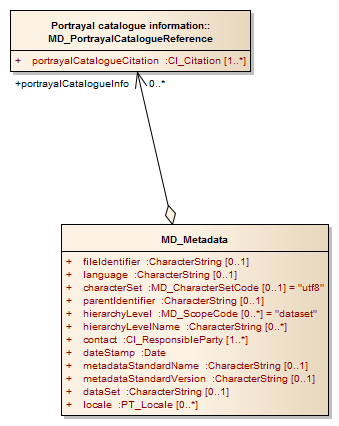 Portrayal catalogue information::
MD_PortrayalCatalogueReference
+ portrayalCatalogueCitation :CI_Citation [1..*]
+portrayalCatalogueInfo 0..*
MD_Metadata
+ fileIdentifier :CharacterString [0..1]
+ language :CharacterString [0..1]
+ characterSet :MD_CharacterSetCode [0..1] = "utf8"
+ parentIdentifier :CharacterString [0..1]
+ hierarchyLevel :MD_ScopeCode [0..*] = "dataset"
+ hierarchyLevelName :CharacterString [0..*]
+ contact :CI_ResponsibleParty [1..*]
+ dateStamp :Date
+ metadataStandardName :CharacterString [0..1]
+ metadataStandardVersion :CharacterString [0..1]
+ dataSet :CharacterString [0..1]
+ locale :PT_Locale [0..*]